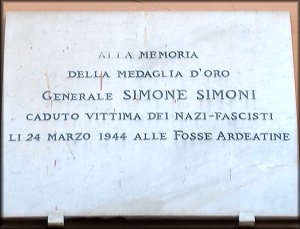 ALLA MEMORIA
DELLA MEDAGLIA D'ORO
GENERALE SIMONE SIMONI
CADUTO VITTIMA DEI NAZI-FASCISTI
LI 24 MARZO 1944 ALLE FOSSE ARDEATINE